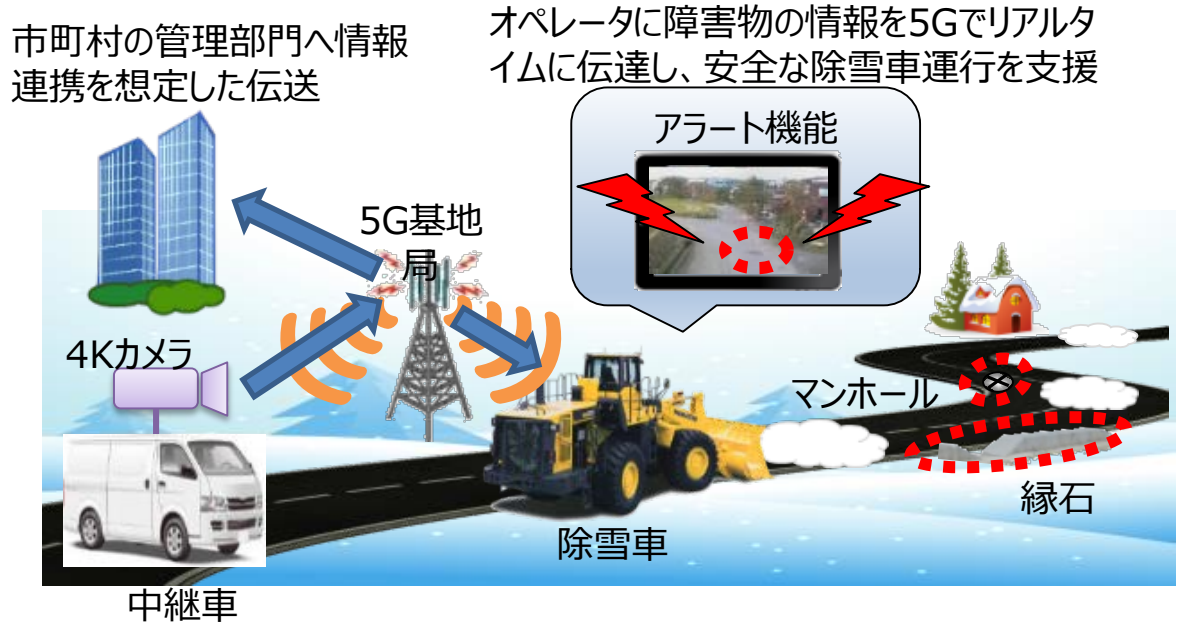 市町村の管理部門へ情報
連携を想定した伝送
オペレータに障害物の情報を5Gでリアルタ
イムに伝達し、安全な除雪車運行を支援
アラート機能
5G基地
局
4Kカメラ
マンホール
縁石
除雪車
中継車